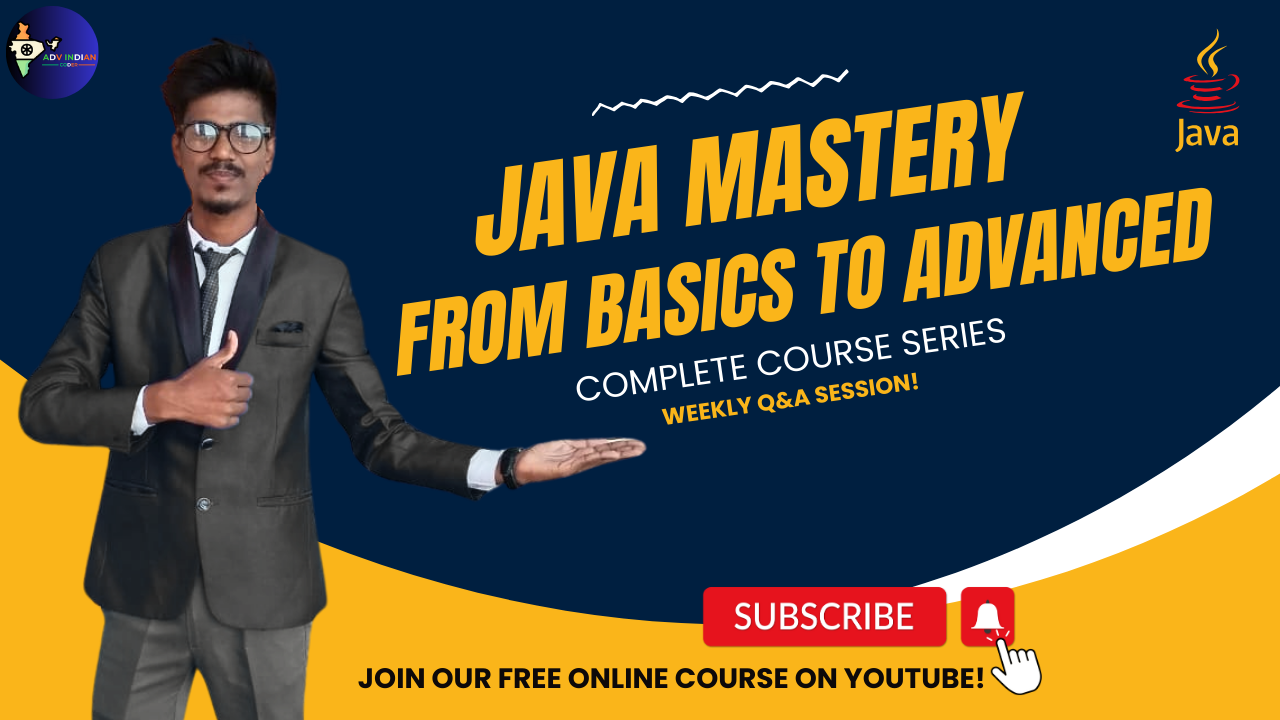 ADV INDIAN
CODER
Java
JAVA MASTERY
FROM BASICS TO ADVANCED
COMPLETE COURSE SERIES
WEEKLY Q&A SESSION!
SUBSCRIBE
JOIN OUR FREE ONLINE COURSE ON YOUTUBE!